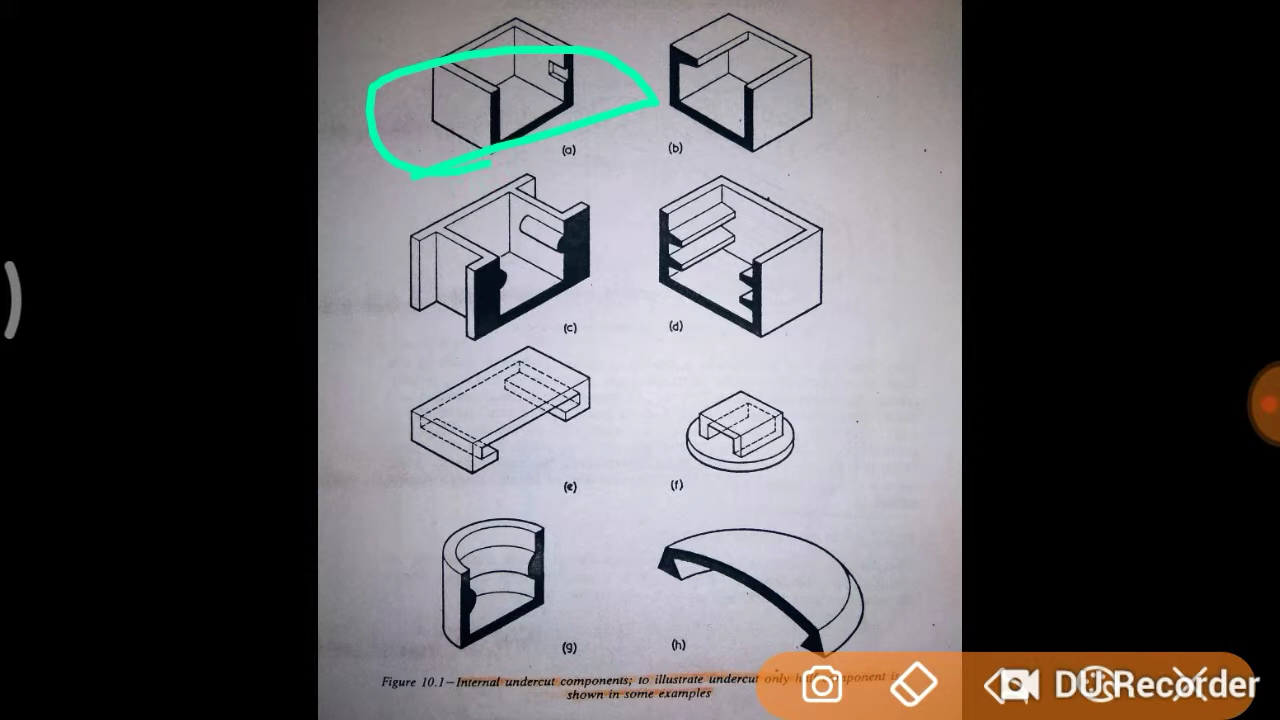 (a)
(b)
(c)
(d)
(e)
(f)
(g)
(h)
Figure 10.1—Internal undercut components; to illustrate undercut only
shown in some examples
DU Recorder